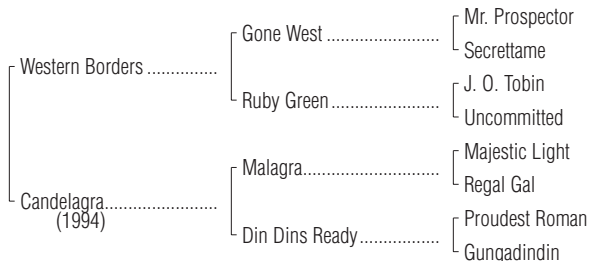 Mr. Prospector
Gone West
Secrettame
Western Borders
J. O. Tobin
Ruby Green
Uncommitted
Majestic Light
Malagra
Regal Gal
Candelagra
(1994)
Proudest Roman
Din Dins Ready
Gungadindin